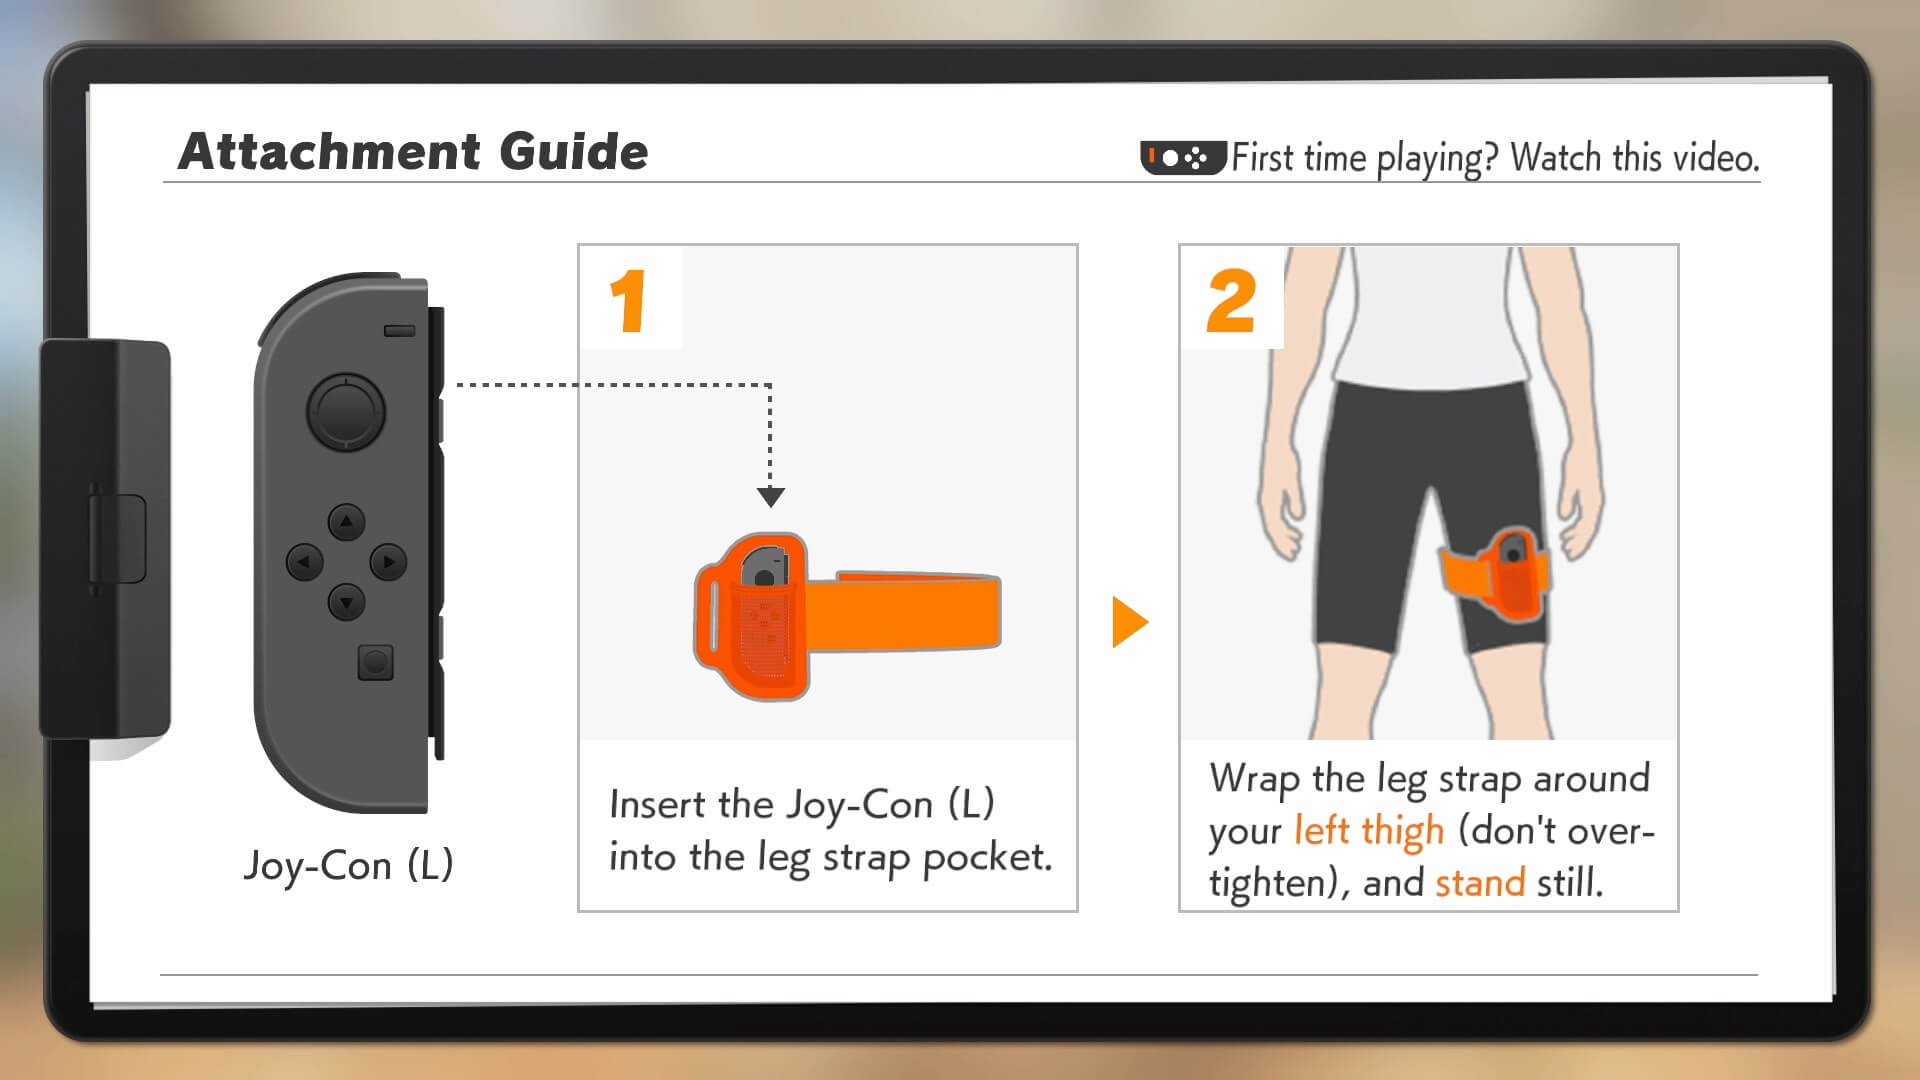 Attachment Guide
First time playing? Watch this video.
1
2
Insert the Joy-Con (L)
into the leg strap pocket.
Wrap the leg strap around
your left thigh (don't over-
tighten), and stand still.
Joy-Con (L)